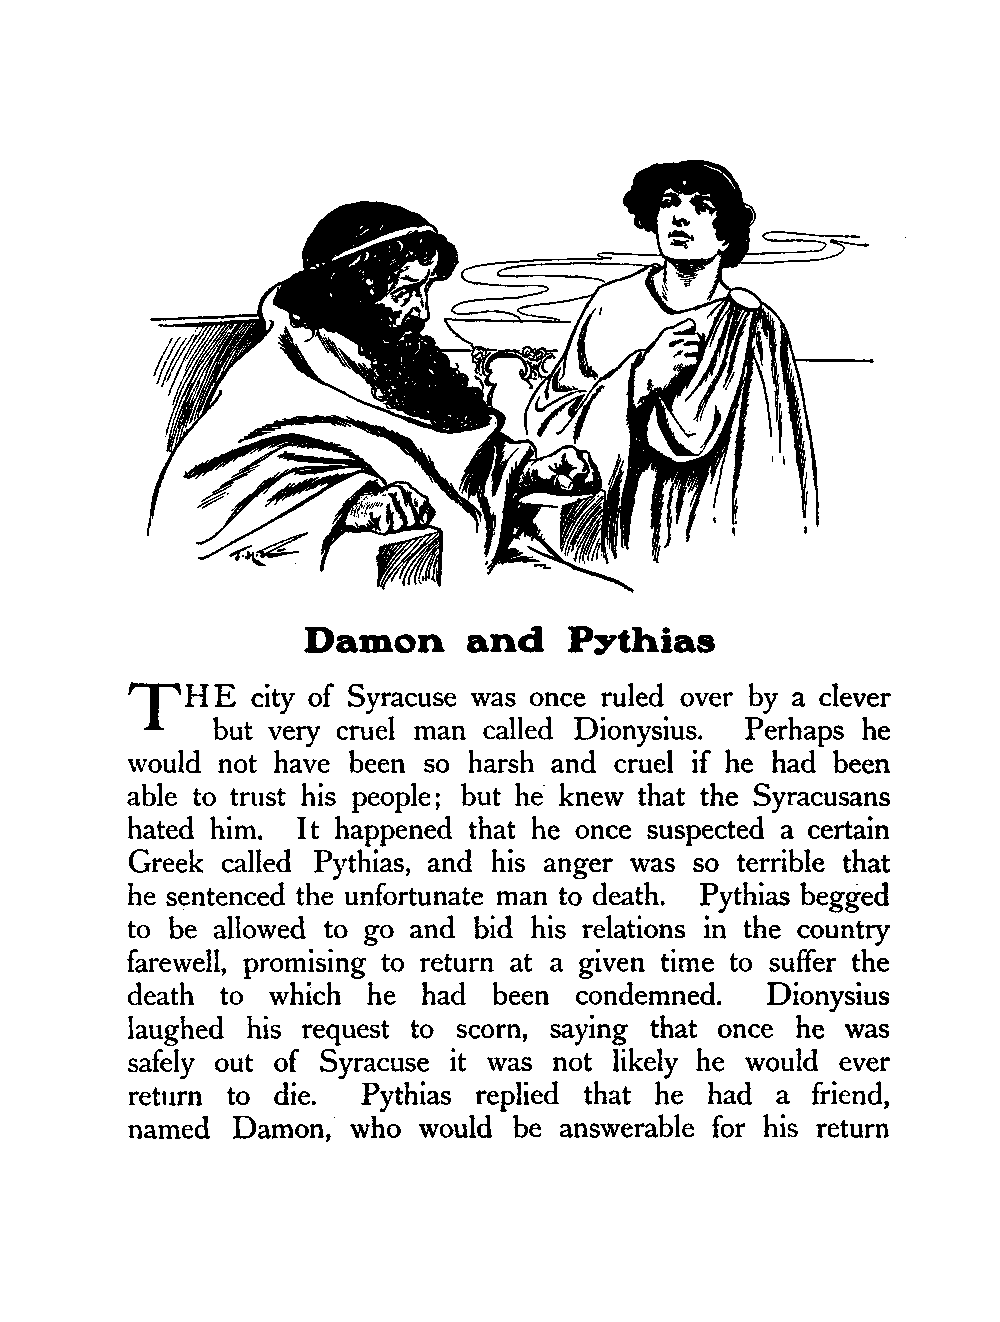 Damon and Pythias
THE city of Syracuse was once ruled over by a clever
but very cruel man called Dionysius. Perhaps he
would not have been so harsh and cruel if he had been
able to trust his people; but he knew that the Syracusans
hated him. It happened that he once suspected a certain
Greek called Pythias, and his anger was so terrible that
he sentenced the unfortunate man to death. Pythias begged
to be allowed to go and bid his relations in the country
farewell, promising to return at a given time to suffer the
death to which he had been condemned. Dionysius
laughed his request to scorn, saying that once he was
safely out of Syracuse it was not likely he would ever
return to die. Pythias replied that he had a friend,
named Damon, who would be answerable for his return